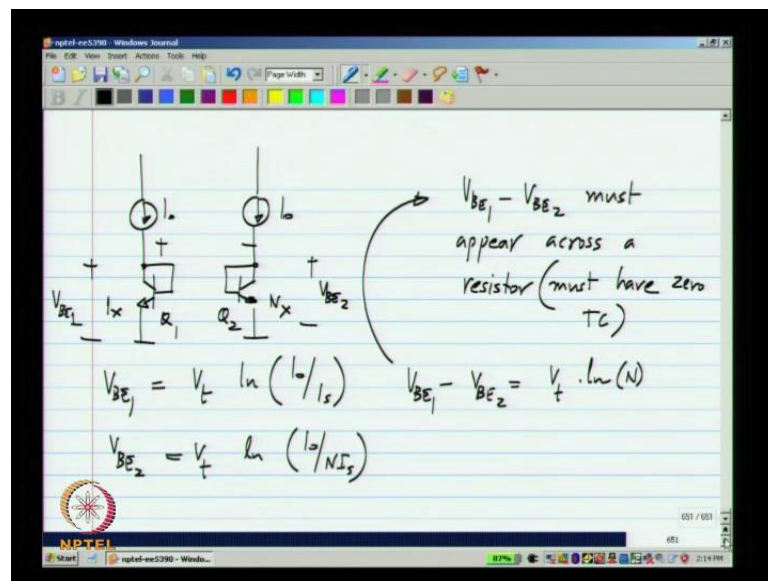 nptel-ee5390 - Windows Journal
File Edit View Insert Actions Tools Help
Page Width
B I
I₀ I₀
+ -
+ +
V_BE₁ 1x Q₁ Q₂ Nx V_BE₂
- -
V_BE₁ = V_t ln (I₀/I_s)
V_BE₂ = V_t ln (I₀/NI_s)
V_BE₁ - V_BE₂ must
appear across a
resistor (must have zero
TC)
V_BE₁ - V_BE₂ = V_t . ln(N)
NPTEL
651 / 651
651
Start
nptel-ee5390 - Windo...
87%
2:14 PM